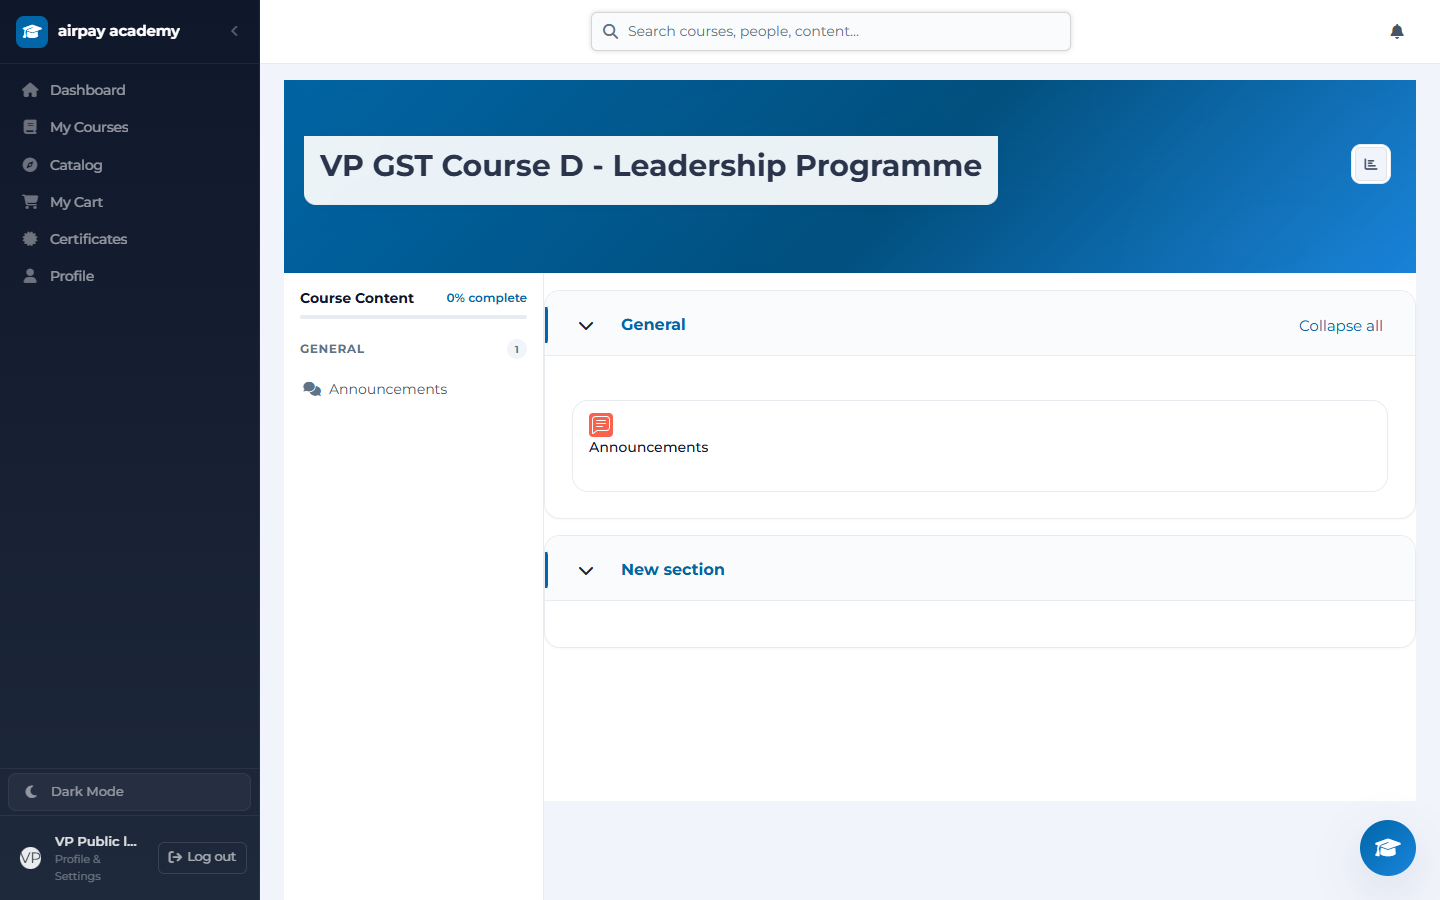 airpay academy
Search courses, people, content...
Dashboard
My Courses
Catalog
My Cart
Certificates
Profile
VP GST Course D - Leadership Programme
Course Content
0% complete
GENERAL
1
Announcements
General
Collapse all
Announcements
New section
Dark Mode
VP
VP Public l...
Profile &
Settings
Log out